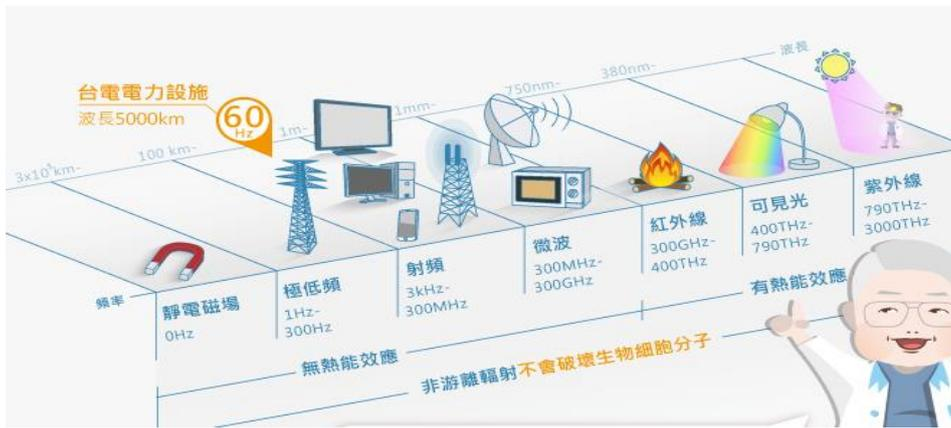 台電電力設施
波長5000km
60
Hz
3x10⁵km-
100 km-
1m-
1mm-
750nm-
380nm-
波長
頻率
靜電磁場
0Hz
極低頻
1Hz-
300Hz
射頻
3kHz-
300MHz
微波
300MHz-
300GHz
紅外線
300GHz-
400THz
可見光
400THz-
790THz
紫外線
790THz-
3000THz
無熱能效應
有熱能效應
非游離輻射不會破壞生物細胞分子